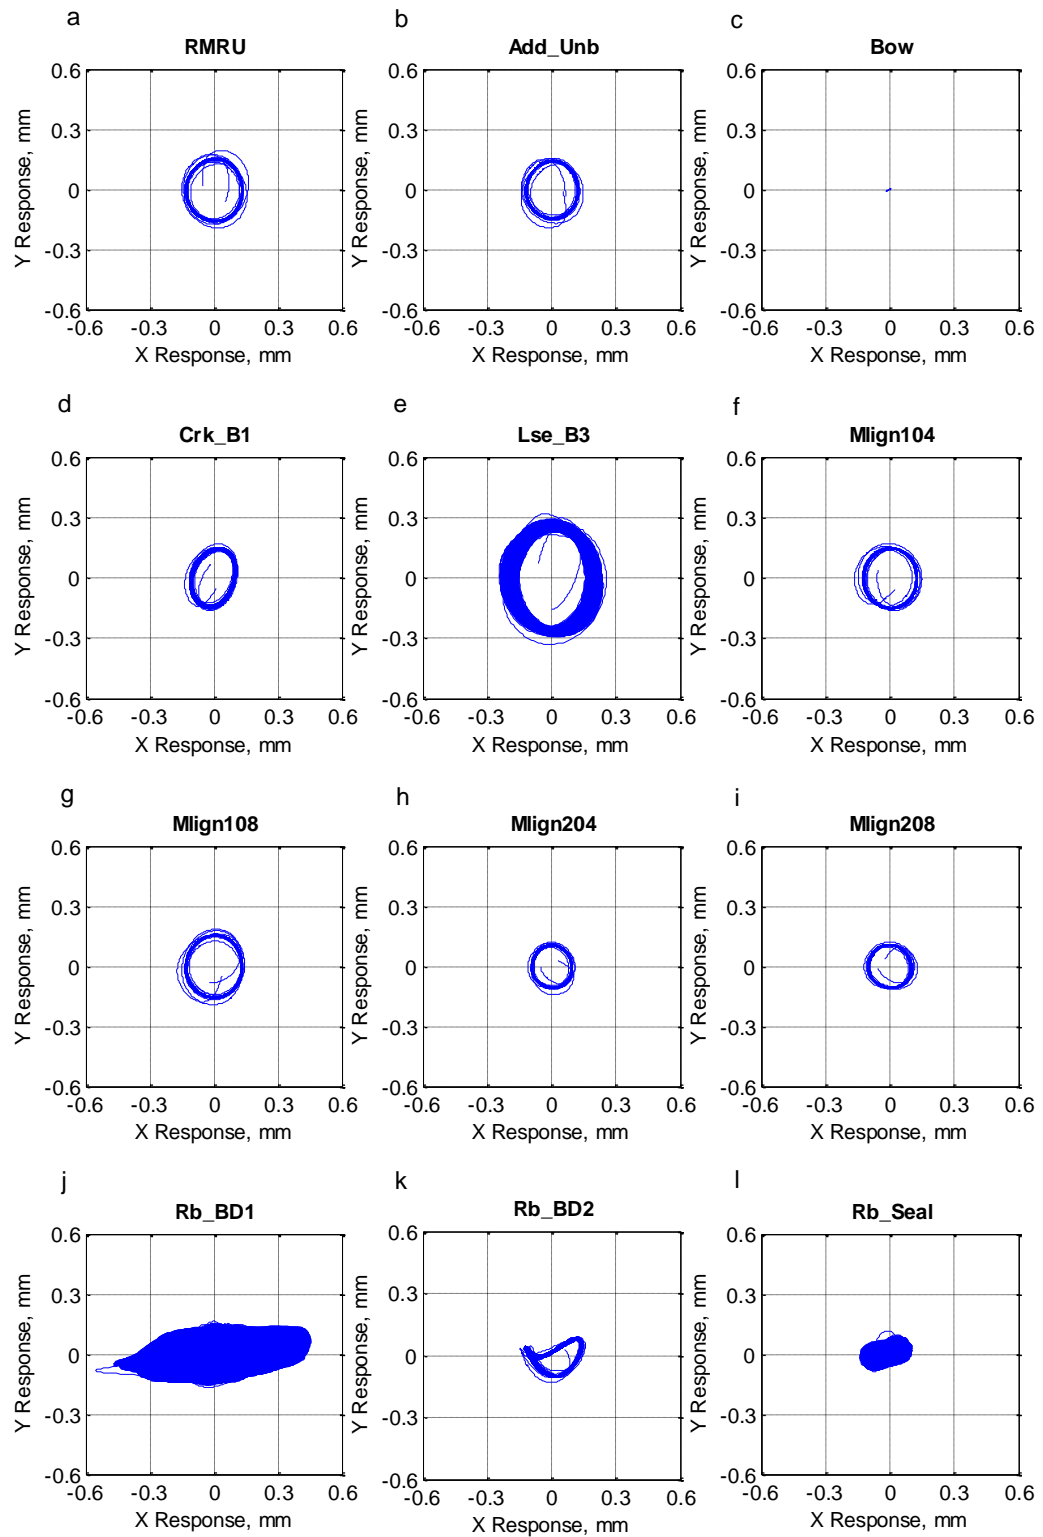 a b c
RMRU Add_Unb Bow
0.6 0.6 0.6
0.3 0.3 0.3
0 0 0
-0.3 -0.3 -0.3
-0.6 -0.6 -0.6
Y Response, mm Y Response, mm Y Response, mm
-0.6 -0.3 0 0.3 0.6 -0.6 -0.3 0 0.3 0.6 -0.6 -0.3 0 0.3 0.6
X Response, mm X Response, mm X Response, mm
d e f
Crk_B1 Lse_B3 Mlign104
0.6 0.6 0.6
0.3 0.3 0.3
0 0 0
-0.3 -0.3 -0.3
-0.6 -0.6 -0.6
Y Response, mm Y Response, mm Y Response, mm
-0.6 -0.3 0 0.3 0.6 -0.6 -0.3 0 0.3 0.6 -0.6 -0.3 0 0.3 0.6
X Response, mm X Response, mm X Response, mm
g h i
Mlign108 Mlign204 Mlign208
0.6 0.6 0.6
0.3 0.3 0.3
0 0 0
-0.3 -0.3 -0.3
-0.6 -0.6 -0.6
Y Response, mm Y Response, mm Y Response, mm
-0.6 -0.3 0 0.3 0.6 -0.6 -0.3 0 0.3 0.6 -0.6 -0.3 0 0.3 0.6
X Response, mm X Response, mm X Response, mm
j k l
Rb_BD1 Rb_BD2 Rb_Seal
0.6 0.6 0.6
0.3 0.3 0.3
0 0 0
-0.3 -0.3 -0.3
-0.6 -0.6 -0.6
Y Response, mm Y Response, mm Y Response, mm
-0.6 -0.3 0 0.3 0.6 -0.6 -0.3 0 0.3 0.6 -0.6 -0.3 0 0.3 0.6
X Response, mm X Response, mm X Response, mm